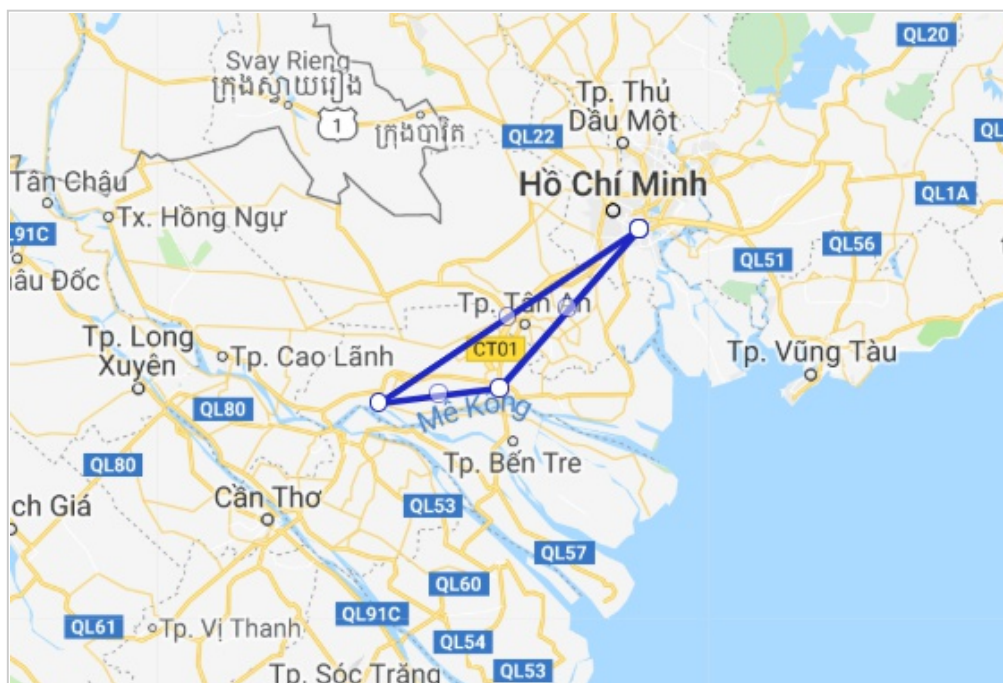 QL20
Svay Rieng
ក្រុងស្វាយរៀង
Tp. Thủ
Dầu Một
1
ក្រុងបាវិត
QL22
QL
Tân Châu
Hồ Chí Minh
QL1A
Tx. Hồng Ngự
L91C
QL56
QL51
âu Đốc
Tp. Tân An
Tp. Long
Xuyên
Tp. Cao Lãnh
CT01
Tp. Vũng Tàu
QL80
Mê Kông
Tp. Bến Tre
QL80
ch Giá
Cần Thơ
QL53
QL57
QL60
QL61
QL91C
Tp. Vị Thanh
QL54
Tp. Sóc Trăng
QL53